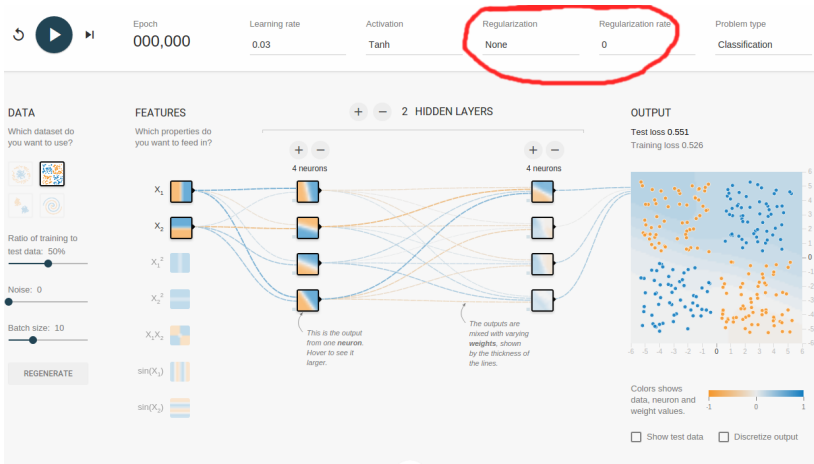 Epoch
000,000
Learning rate
0.03
Activation
Tanh
Regularization
None
Regularization rate
0
Problem type
Classification
DATA
Which dataset do
you want to use?
Ratio of training to
test data: 50%
Noise: 0
Batch size: 10
REGENERATE
FEATURES
Which properties do
you want to feed in?
X₁
X₂
X₁²
X₂²
X₁X₂
sin(X₁)
sin(X₂)
+ − 2 HIDDEN LAYERS
+ −
4 neurons
+ −
4 neurons
This is the output
from one neuron.
Hover to see it
larger.
The outputs are
mixed with varying
weights, shown
by the thickness of
the lines.
OUTPUT
Test loss 0.551
Training loss 0.526
6
5
4
3
2
1
0
-1
-2
-3
-4
-5
-6
-6 -5 -4 -3 -2 -1 0 1 2 3 4 5 6
Colors shows
data, neuron and
weight values.
-1 0 1
Show test data
Discretize output